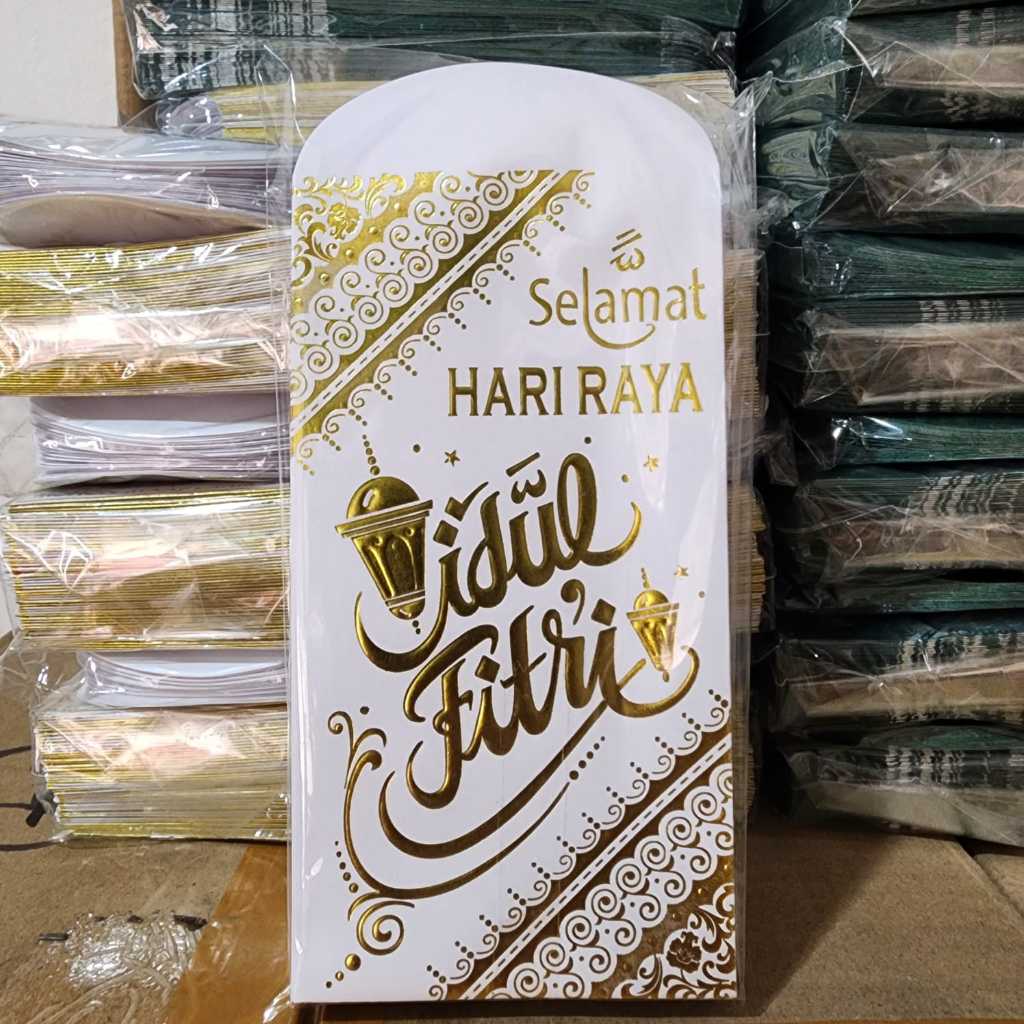 Selamat
HARI RAYA
idul
Fitri